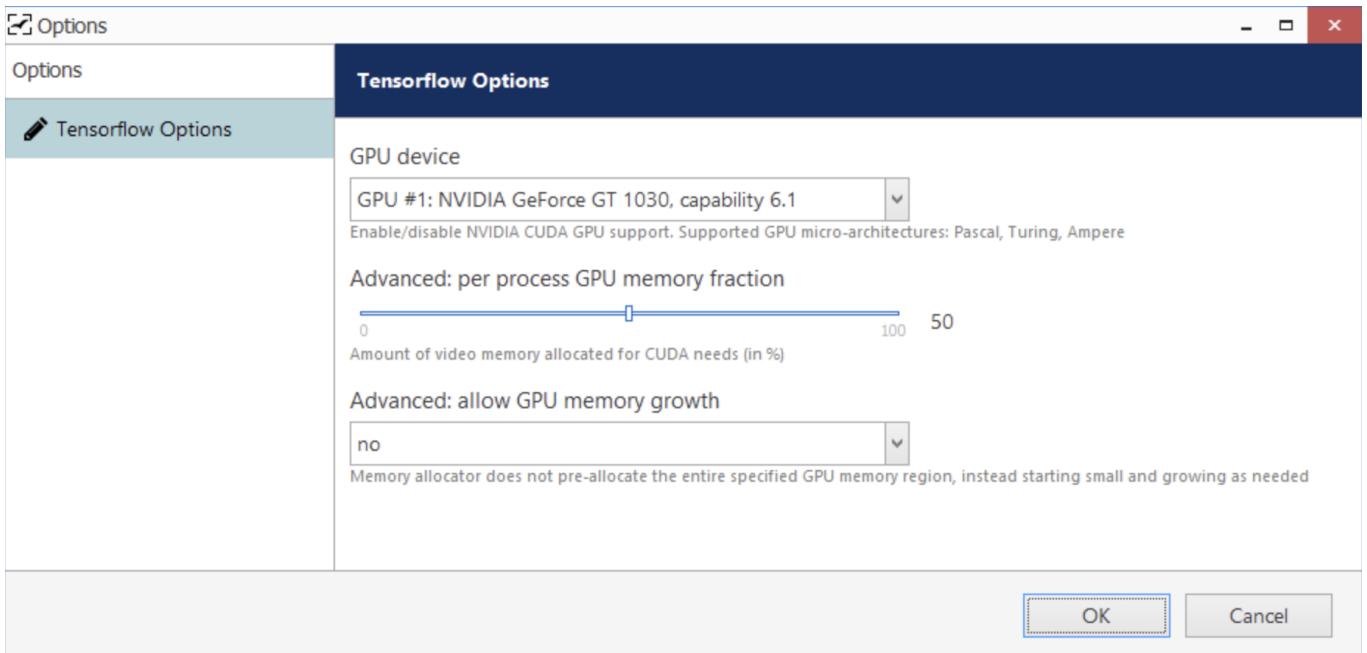 Options
Options
Tensorflow Options
Tensorflow Options
GPU device
GPU #1: NVIDIA GeForce GT 1030, capability 6.1
Enable/disable NVIDIA CUDA GPU support. Supported GPU micro-architectures: Pascal, Turing, Ampere
Advanced: per process GPU memory fraction
0 100 50
Amount of video memory allocated for CUDA needs (in %)
Advanced: allow GPU memory growth
no
Memory allocator does not pre-allocate the entire specified GPU memory region, instead starting small and growing as needed
OK Cancel